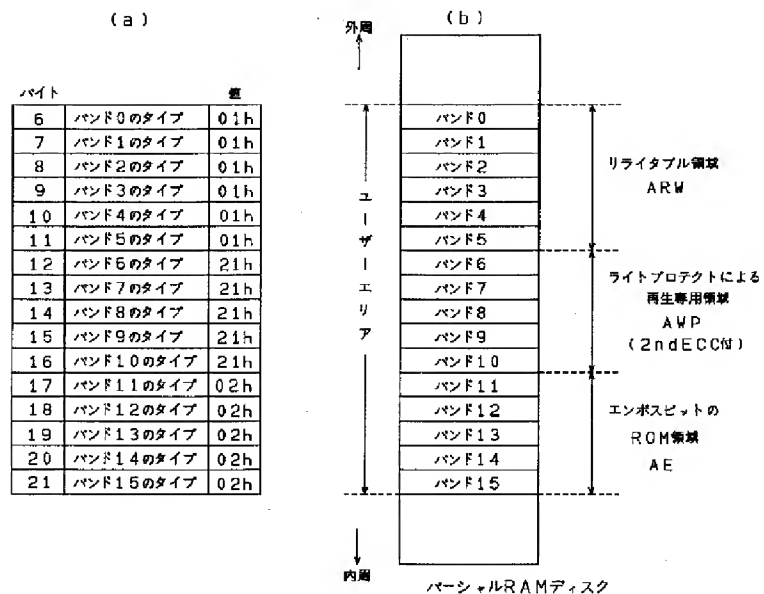 (a)
バイト 値
6 バンド0のタイプ 01h
7 バンド1のタイプ 01h
8 バンド2のタイプ 01h
9 バンド3のタイプ 01h
10 バンド4のタイプ 01h
11 バンド5のタイプ 01h
12 バンド6のタイプ 21h
13 バンド7のタイプ 21h
14 バンド8のタイプ 21h
15 バンド9のタイプ 21h
16 バンド10のタイプ 21h
17 バンド11のタイプ 02h
18 バンド12のタイプ 02h
19 バンド13のタイプ 02h
20 バンド14のタイプ 02h
21 バンド15のタイプ 02h
(b)
外周
ユーザーエリア
バンド0
バンド1
バンド2
バンド3
バンド4
バンド5
バンド6
バンド7
バンド8
バンド9
バンド10
バンド11
バンド12
バンド13
バンド14
バンド15
内周
リライタブル領域
ARW
ライトプロテクトによる
再生専用領域
AWP
(2ndECC付)
エンボスピットの
ROM領域
AE
パーシャルRAMディスク